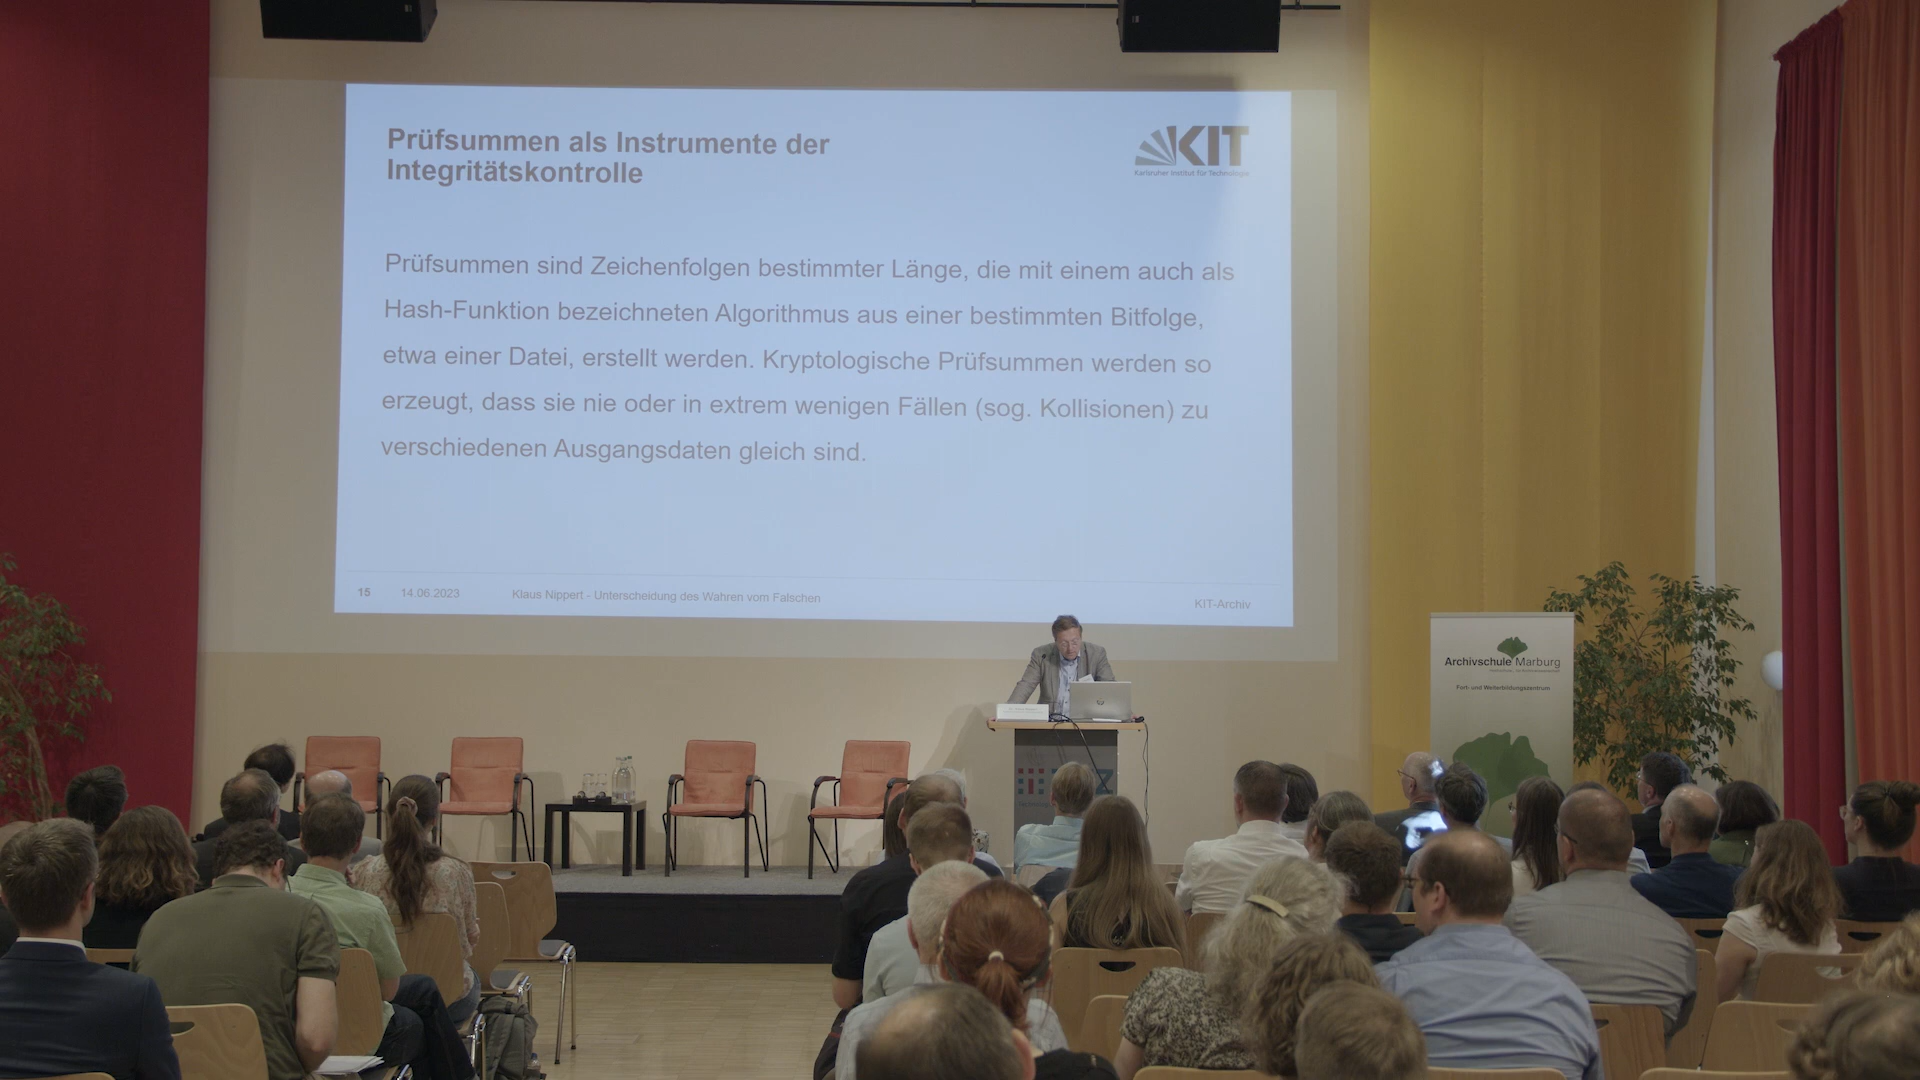 Prüfsummen als Instrumente der
Integritätskontrolle
KIT
Karlsruher Institut für Technologie
Prüfsummen sind Zeichenfolgen bestimmter Länge, die mit einem auch als
Hash-Funktion bezeichneten Algorithmus aus einer bestimmten Bitfolge,
etwa einer Datei, erstellt werden. Kryptologische Prüfsummen werden so
erzeugt, dass sie nie oder in extrem wenigen Fällen (sog. Kollisionen) zu
verschiedenen Ausgangsdaten gleich sind.
15 14.06.2023 Klaus Nippert - Unterscheidung des Wahren vom Falschen KIT-Archiv
Archivschule Marburg
Fort- und Weiterbildungszentrum